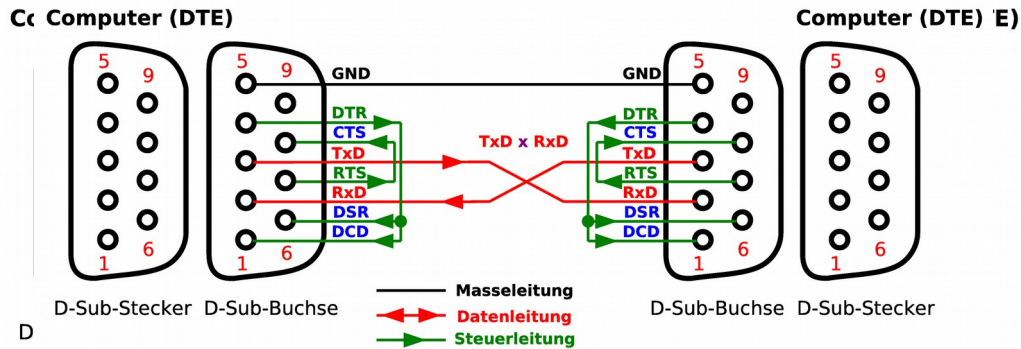 Cc Computer (DTE)
Computer (DTE) E)
5 9 5 9 GND GND 5 9 5 9
DTR DTR
CTS CTS
TxD TxD x RxD TxD
RTS RTS
RxD RxD
DSR DSR
DCD DCD
1 6 1 6 1 6 1 6
D-Sub-Stecker D-Sub-Buchse D-Sub-Buchse D-Sub-Stecker
Masseleitung
D Datenleitung
Steuerleitung